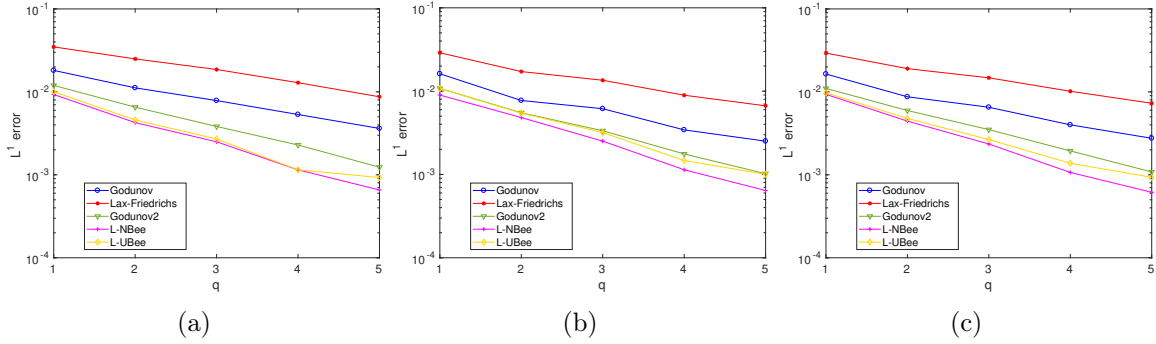 10^-1
10^-2
10^-3
10^-4
L^1 error
Godunov
Lax-Friedrichs
Godunov2
L-NBee
L-UBee
1 2 3 4 5
q
(a)
10^-1
10^-2
10^-3
10^-4
L^1 error
Godunov
Lax-Friedrichs
Godunov2
L-NBee
L-UBee
1 2 3 4 5
q
(b)
10^-1
10^-2
10^-3
10^-4
L^1 error
Godunov
Lax-Friedrichs
Godunov2
L-NBee
L-UBee
1 2 3 4 5
q
(c)